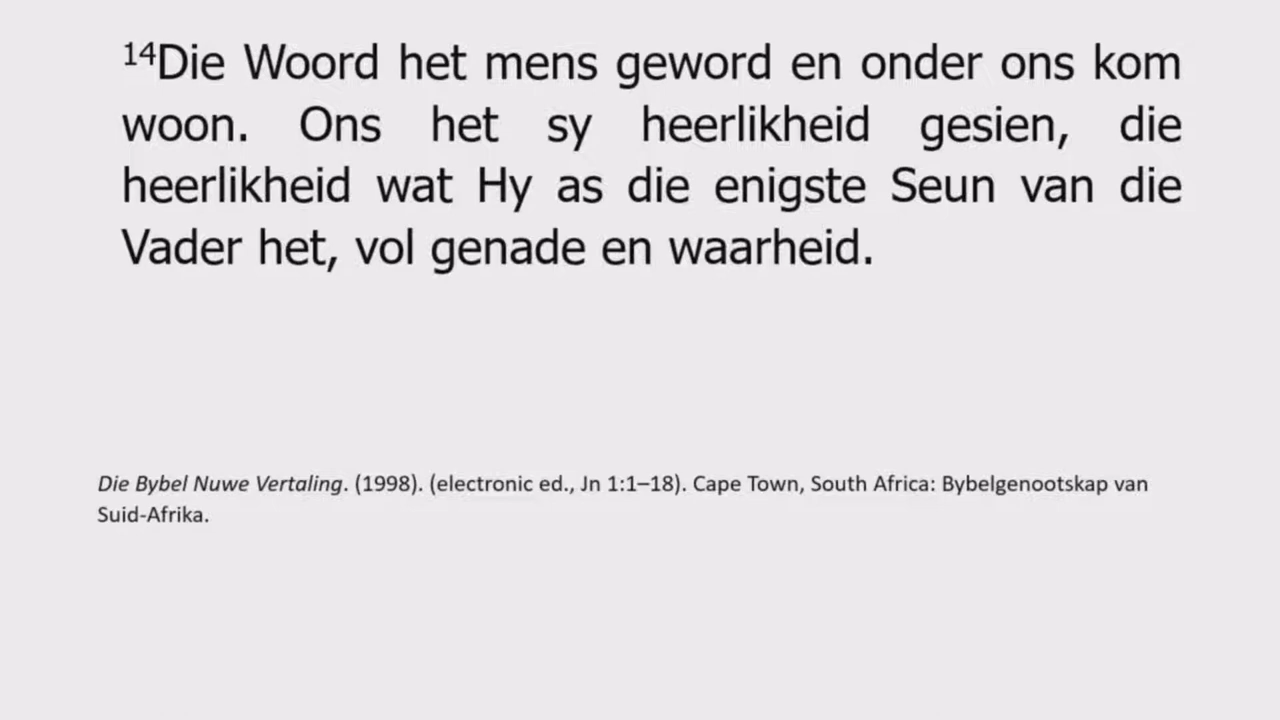 ¹⁴Die Woord het mens geword en onder ons kom
woon. Ons het sy heerlikheid gesien, die
heerlikheid wat Hy as die enigste Seun van die
Vader het, vol genade en waarheid.
Die Bybel Nuwe Vertaling. (1998). (electronic ed., Jn 1:1–18). Cape Town, South Africa: Bybelgenootskap van
Suid-Afrika.